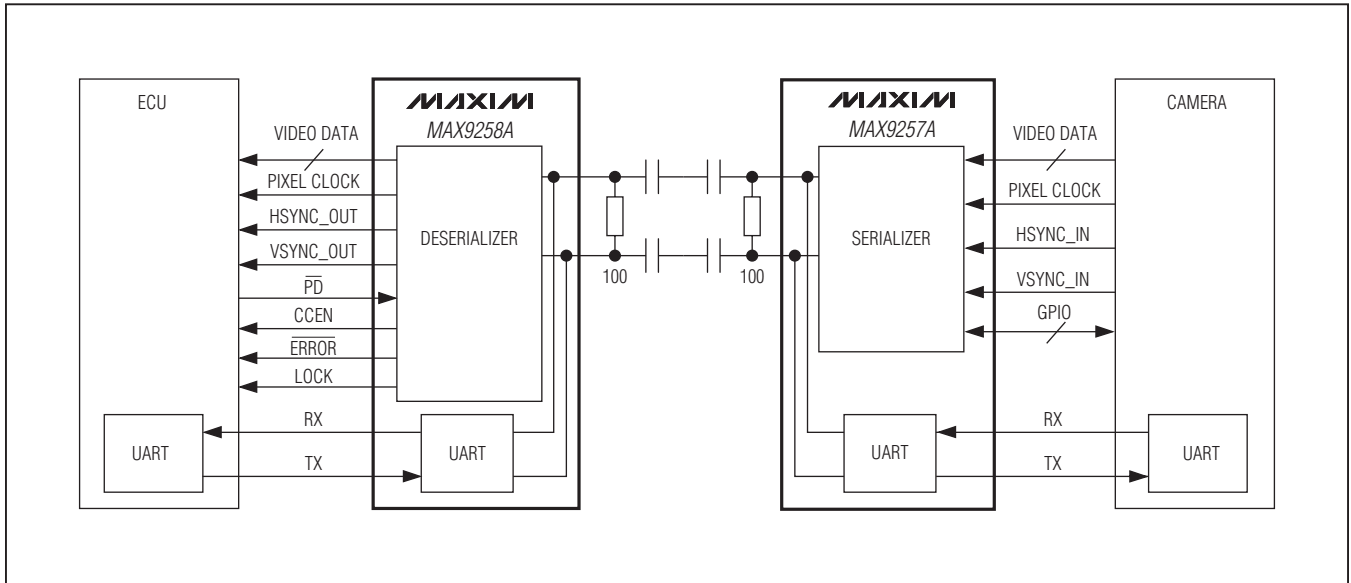 ECU
VIDEO DATA
PIXEL CLOCK
HSYNC_OUT
VSYNC_OUT
PD
CCEN
ERROR
LOCK
RX
TX
UART
MAXIM
MAX9258A
DESERIALIZER
UART
100
100
MAXIM
MAX9257A
SERIALIZER
UART
VIDEO DATA
PIXEL CLOCK
HSYNC_IN
VSYNC_IN
GPIO
RX
TX
CAMERA
UART